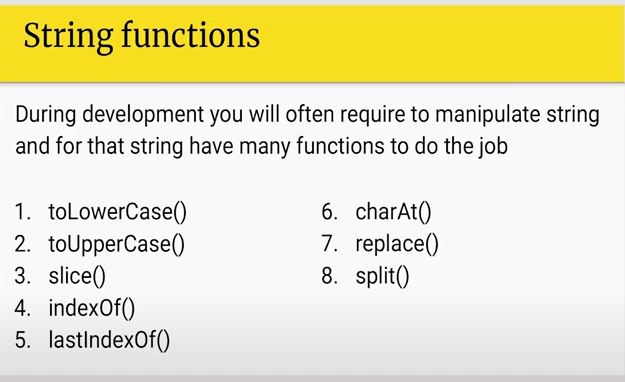 String functions
During development you will often require to manipulate string
and for that string have many functions to do the job
1. toLowerCase()
2. toUpperCase()
3. slice()
4. indexOf()
5. lastIndexOf()
6. charAt()
7. replace()
8. split()